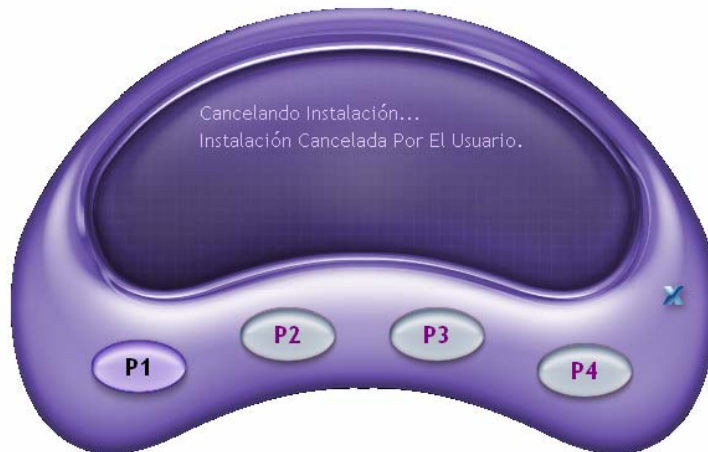 Cancelando Instalación...
Instalación Cancelada Por El Usuario.
P1
P2
P3
P4